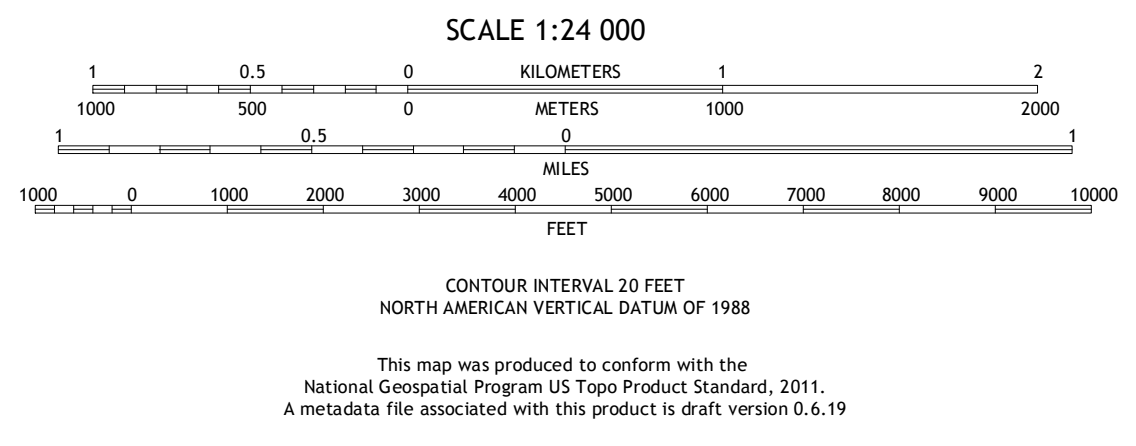 SCALE 1:24 000
1 0.5 0 KILOMETERS 1 2
1000 500 0 METERS 1000 2000
1 0.5 0 1
MILES
1000 0 1000 2000 3000 4000 5000 6000 7000 8000 9000 10000
FEET
CONTOUR INTERVAL 20 FEET
NORTH AMERICAN VERTICAL DATUM OF 1988
This map was produced to conform with the
National Geospatial Program US Topo Product Standard, 2011.
A metadata file associated with this product is draft version 0.6.19